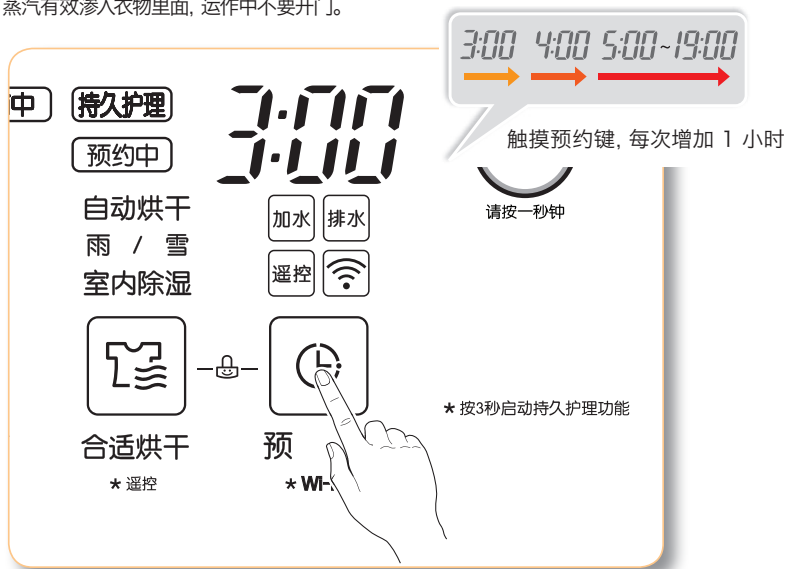 蒸汽有效渗入衣物里面, 运作中不要开门。
3:00 4:00 5:00~19:00
触摸预约键, 每次增加 1 小时
中 持久护理 3:00
预约中
请按一秒钟
自动烘干
加水 排水
雨 / 雪
室内除湿
遥控
★ 按3秒启动持久护理功能
合适烘干 预
★ 遥控 ★ WI-